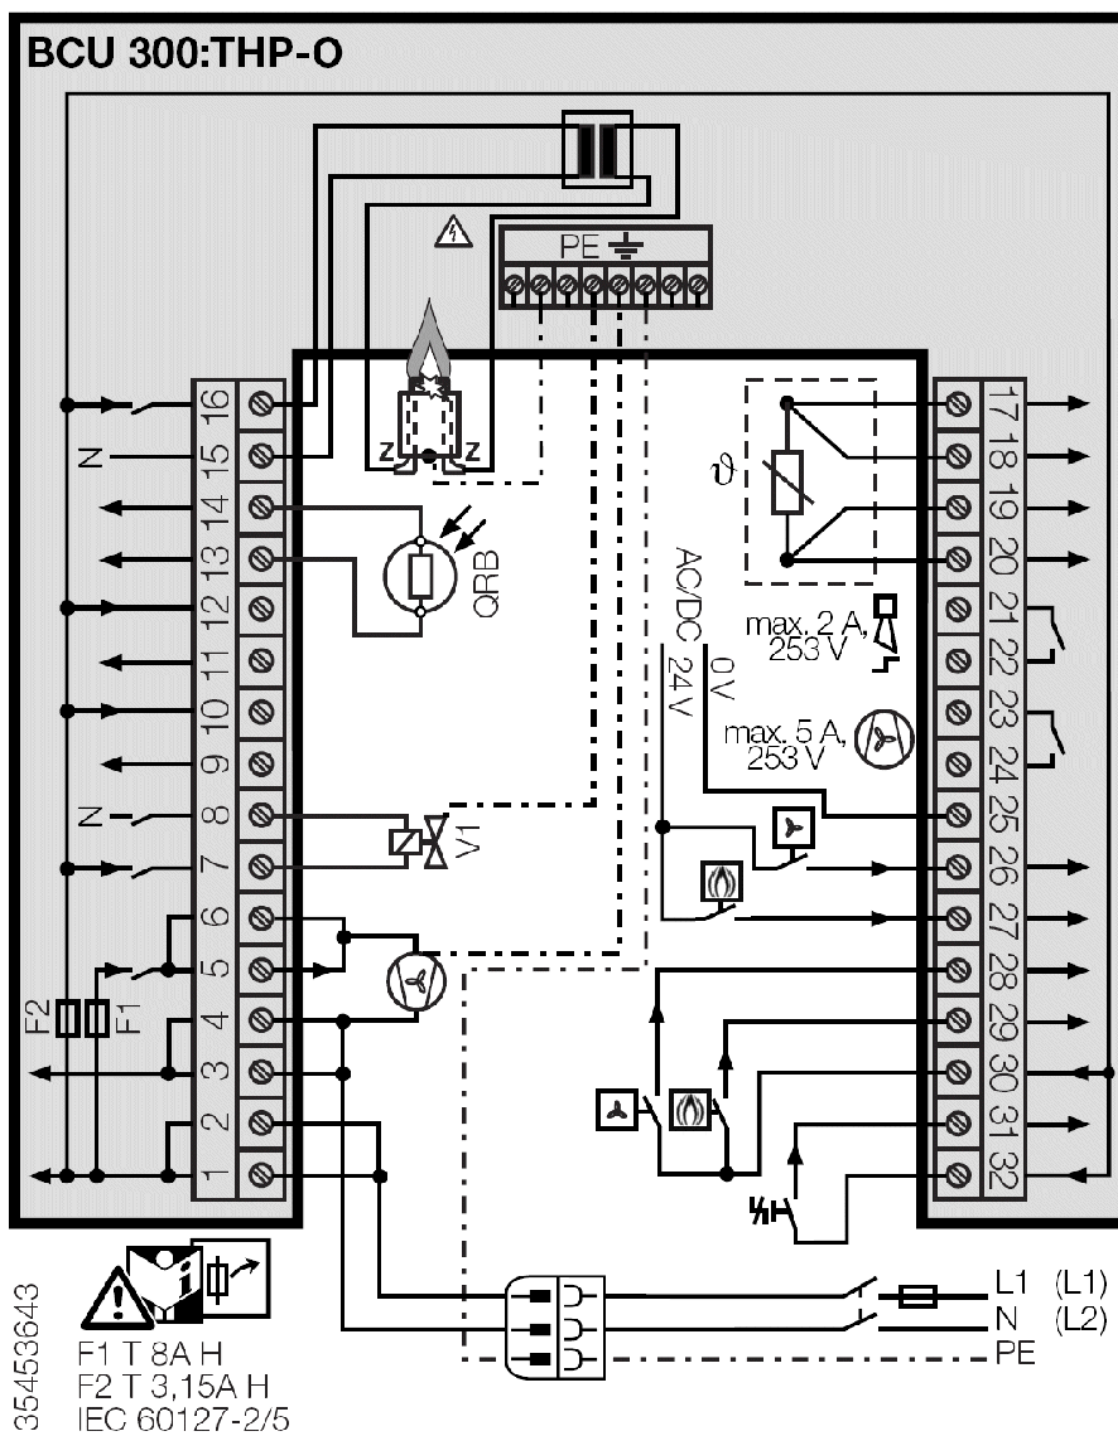 BCU 300:THP-O
PE
16
15
14
13
12
11
10
9
8
7
6
5
4
3
2
1
N
N
F2
F1
Z
Z
QRB
V1
ϑ
AC/DC
24 V
0 V
max. 2 A,
253 V
max. 5 A,
253 V
17
18
19
20
21
22
23
24
25
26
27
28
29
30
31
32
L1 (L1)
N (L2)
PE
F1 T 8A H
F2 T 3,15A H
IEC 60127-2/5
35453643